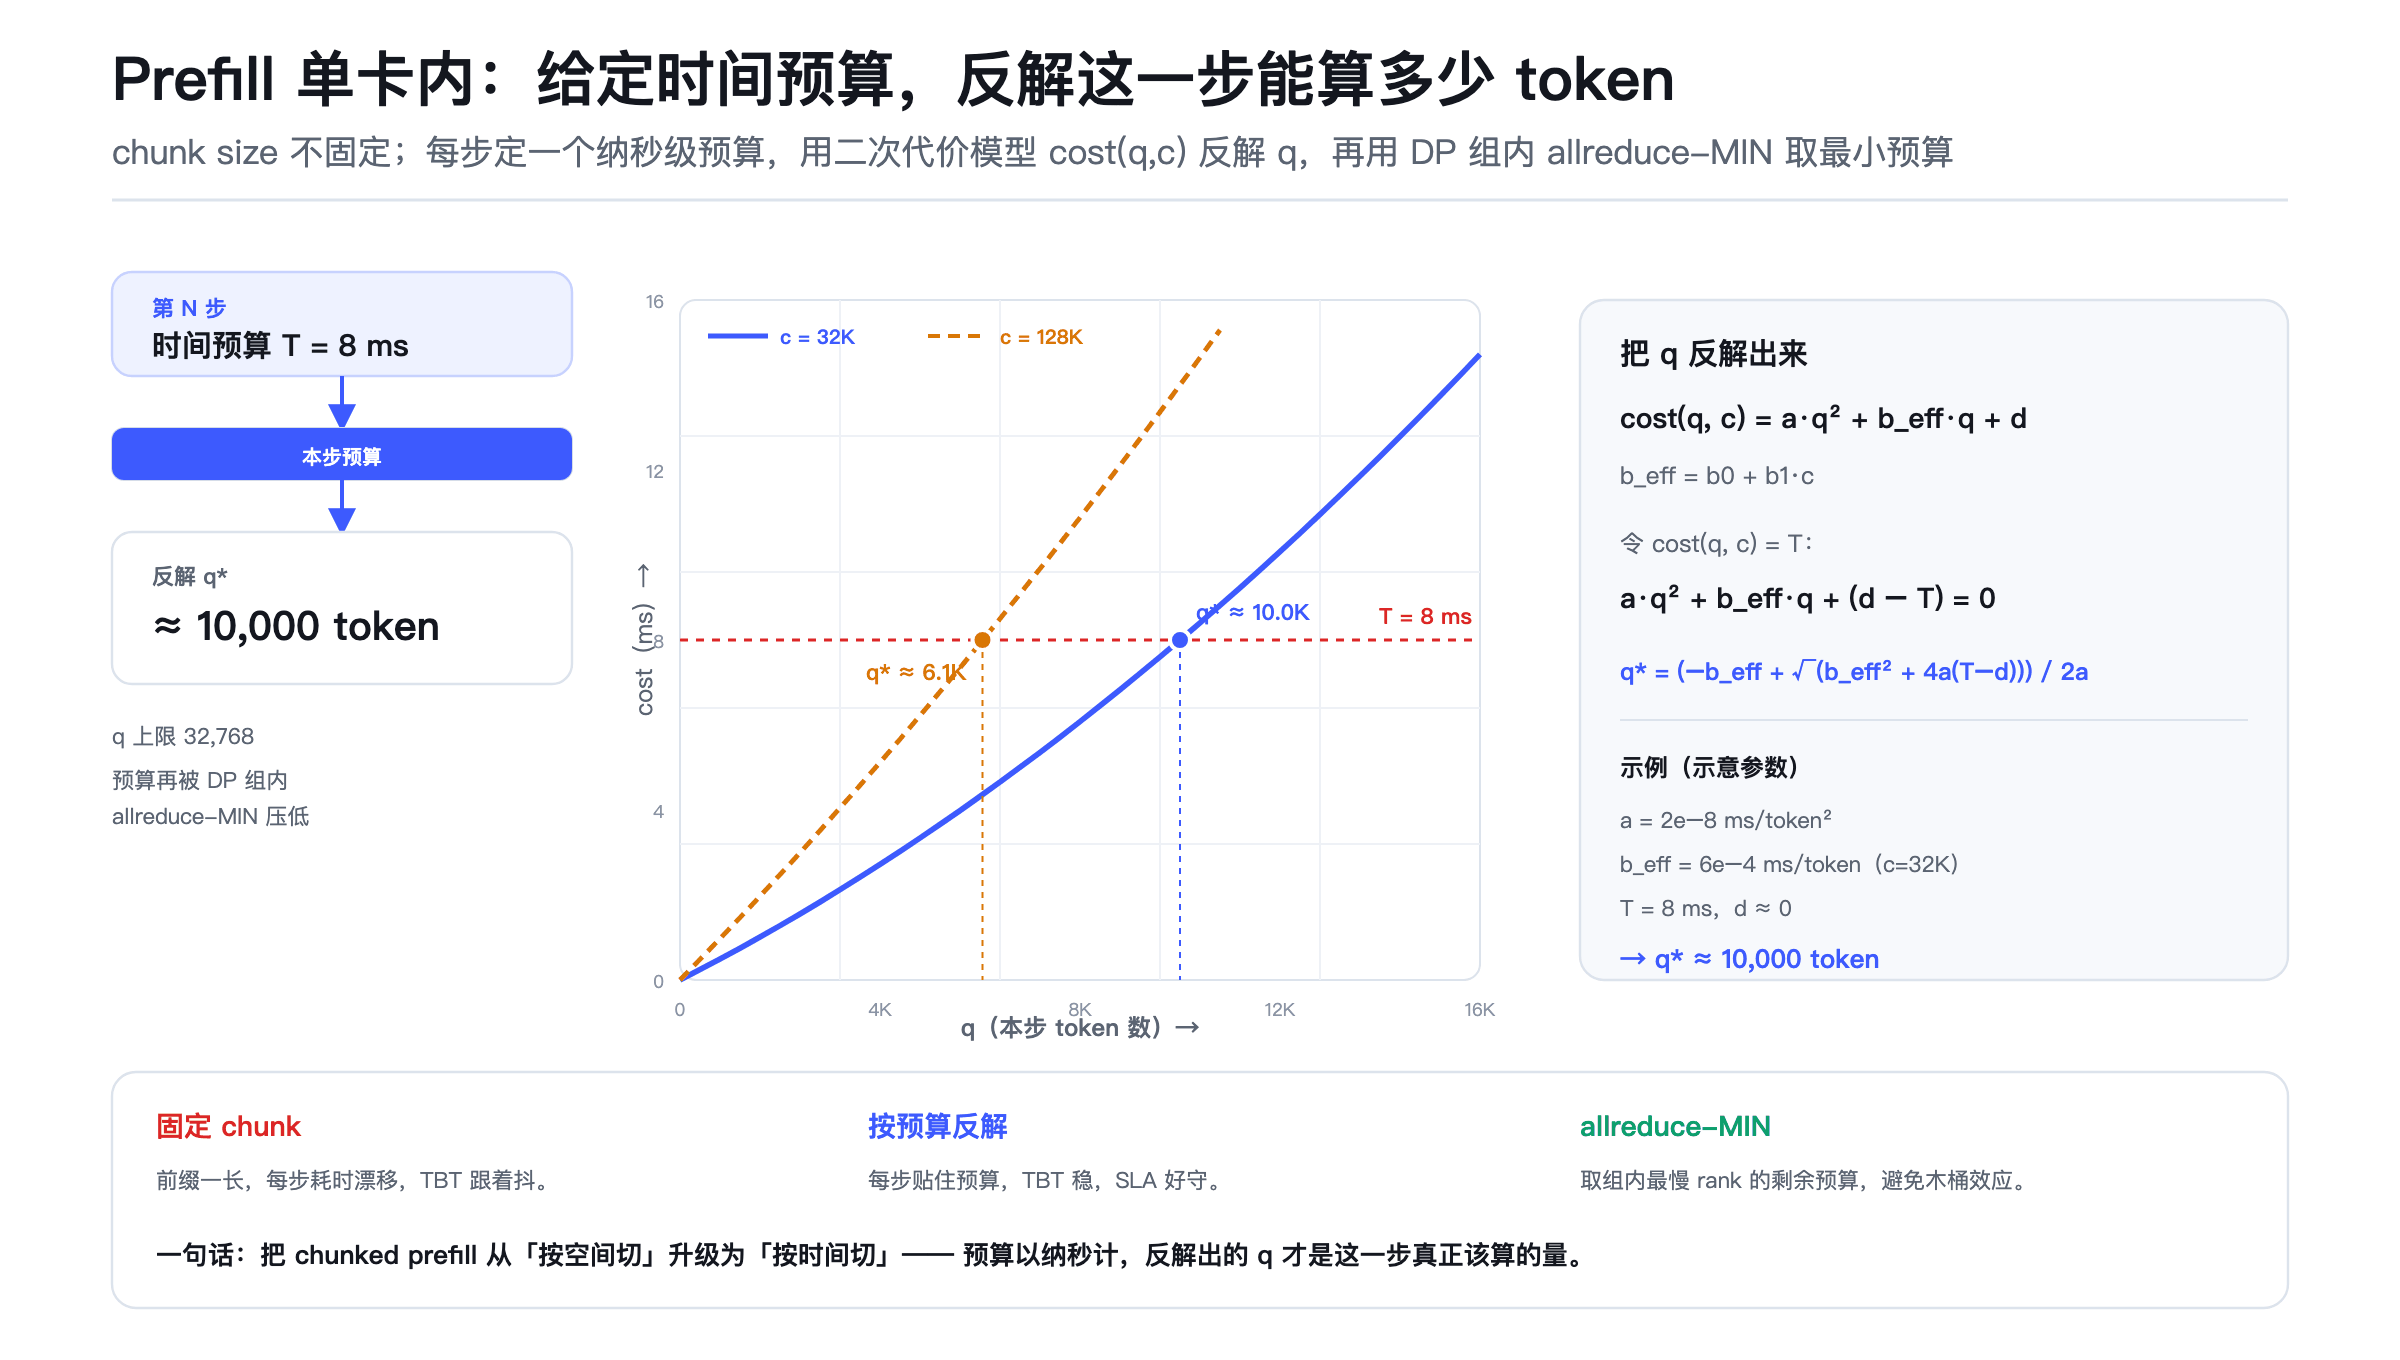 Prefill 单卡内：给定时间预算，反解这一步能算多少 token
chunk size 不固定；每步定一个纳秒级预算，用二次代价模型 cost(q,c) 反解 q，再用 DP 组内 allreduce-MIN 取最小预算
第 N 步
时间预算 T = 8 ms
本步预算
反解 q*
≈ 10,000 token
q 上限 32,768
预算再被 DP 组内
allreduce-MIN 压低
c = 32K
c = 128K
16
12
8
4
0
cost (ms) →
q* ≈ 10.0K
T = 8 ms
q* ≈ 6.1K
0
4K
8K
12K
16K
q（本步 token 数）→
把 q 反解出来
cost(q, c) = a·q² + b_eff·q + d
b_eff = b0 + b1·c
令 cost(q, c) = T：
a·q² + b_eff·q + (d − T) = 0
q* = (−b_eff + √(b_eff² + 4a(T−d))) / 2a
示例（示意参数）
a = 2e−8 ms/token²
b_eff = 6e−4 ms/token（c=32K）
T = 8 ms，d ≈ 0
→ q* ≈ 10,000 token
固定 chunk
前缀一长，每步耗时漂移，TBT 跟着抖。
按预算反解
每步贴住预算，TBT 稳，SLA 好守。
allreduce-MIN
取组内最慢 rank 的剩余预算，避免木桶效应。
一句话：把 chunked prefill 从「按空间切」升级为「按时间切」—— 预算以纳秒计，反解出的 q 才是这一步真正该算的量。